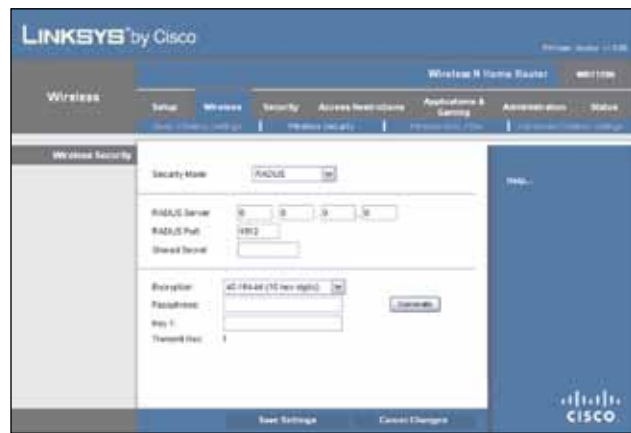 LINKSYS® by Cisco
Wireless-N Home Router
Wireless
Setup Wireless Security Access Restrictions Applications & Gaming Administration Status
Wireless Security
Wireless Security
Security Mode: RADIUS
RADIUS Server: 0 . 0 . 0 . 0
RADIUS Port: 1812
Shared Secret:
Encryption: 40 / 64-bit (10 hex digits)
Passphrase: Generate
Key 1:
Transmit Key: 1
Help...
Save Settings Cancel Changes
CISCO